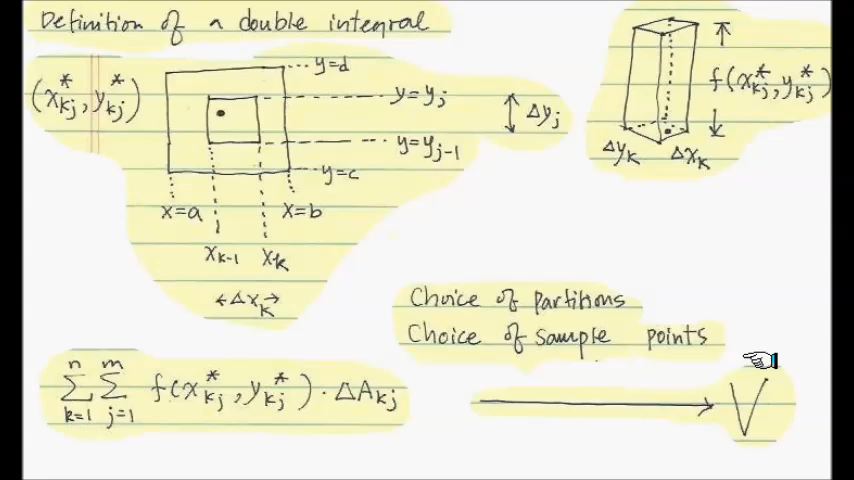 Definition of a double integral
(x*kj, y*kj)
y=d
y=yj
y=yj-1
y=c
Δyj
x=a
x=b
xk-1
xk
Δxk
f(x*kj, y*kj)
Δyk
Δxk
Choice of partitions
Choice of sample points
n m
Σ Σ f(x*kj, y*kj) · ΔAkj
k=1 j=1
V